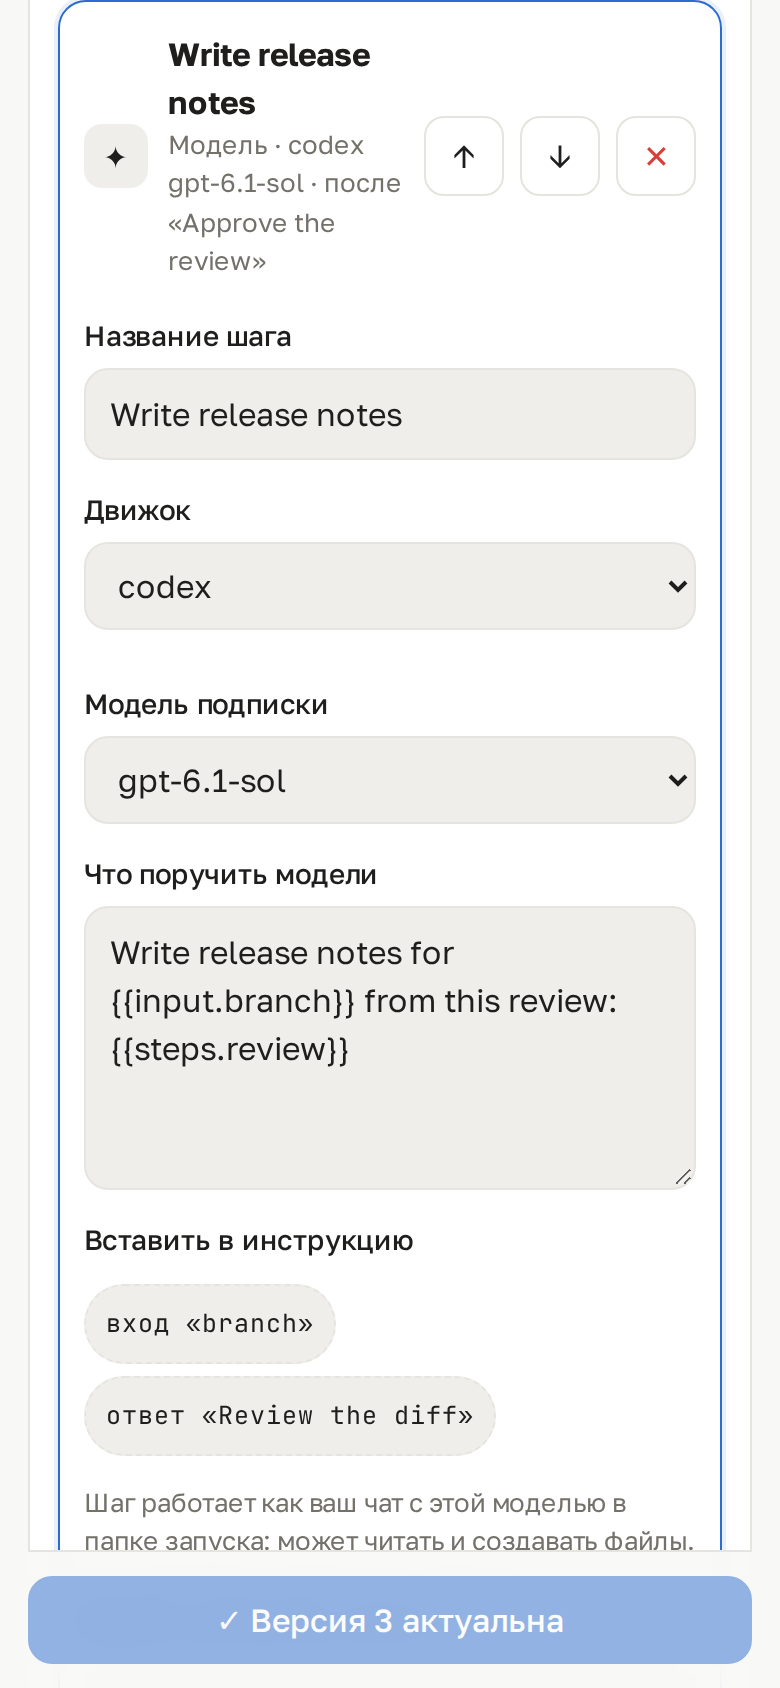 Write release
notes
Модель · codex
gpt-6.1-sol · после
«Approve the
review»
Название шага
Write release notes
Движок
codex
Модель подписки
gpt-6.1-sol
Что поручить модели
Write release notes for
{{input.branch}} from this review:
{{steps.review}}
Вставить в инструкцию
вход «branch»
ответ «Review the diff»
Шаг работает как ваш чат с этой моделью в
папке запуска: может читать и создавать файлы.
✓ Версия 3 актуальна